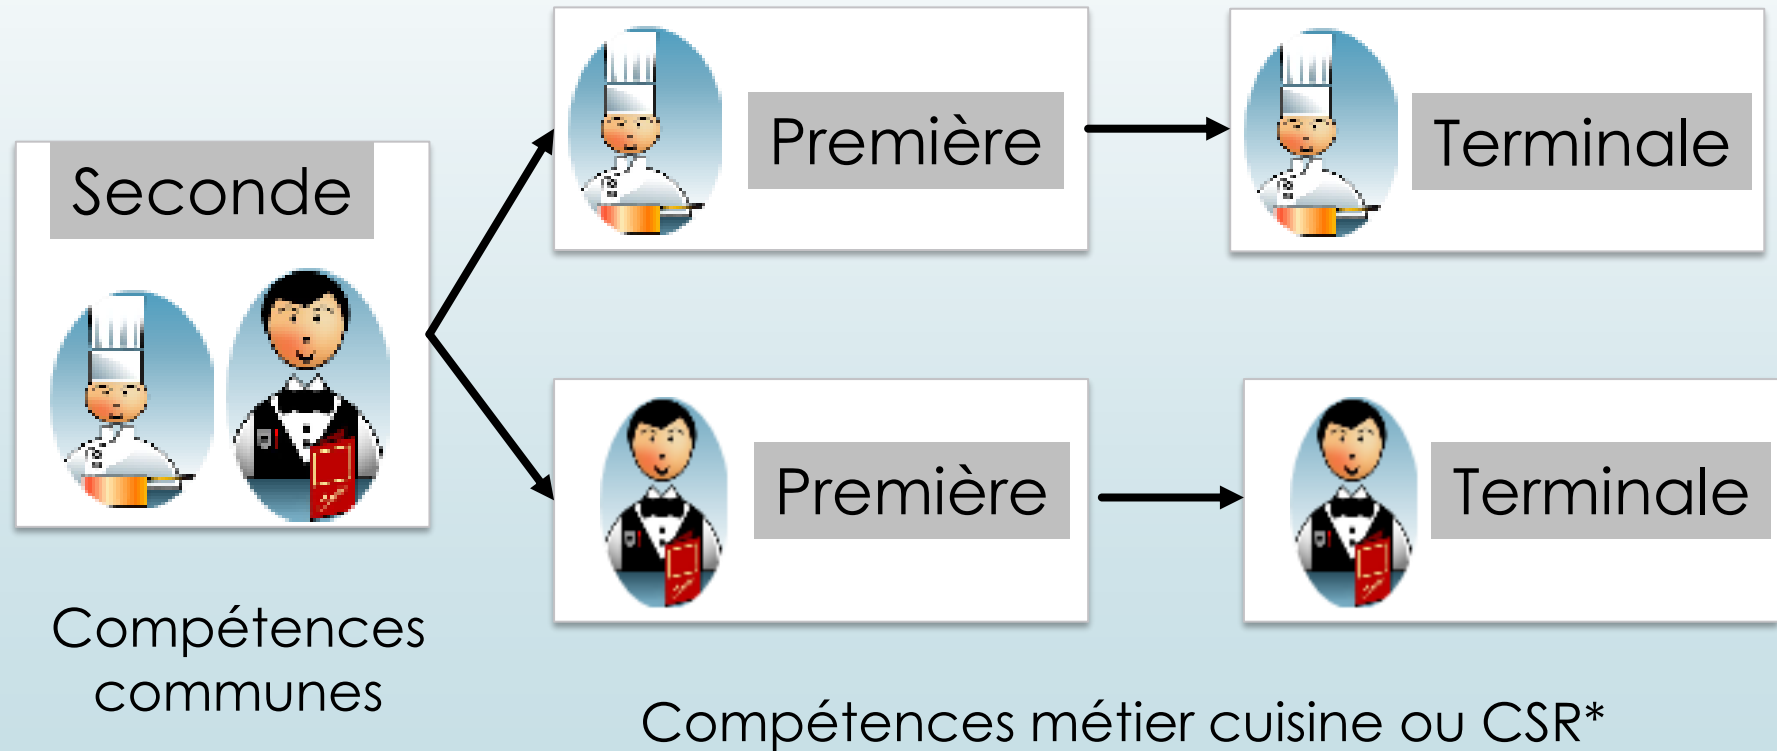 Seconde
Première
Terminale
Première
Terminale
Compétences
communes
Compétences métier cuisine ou CSR*